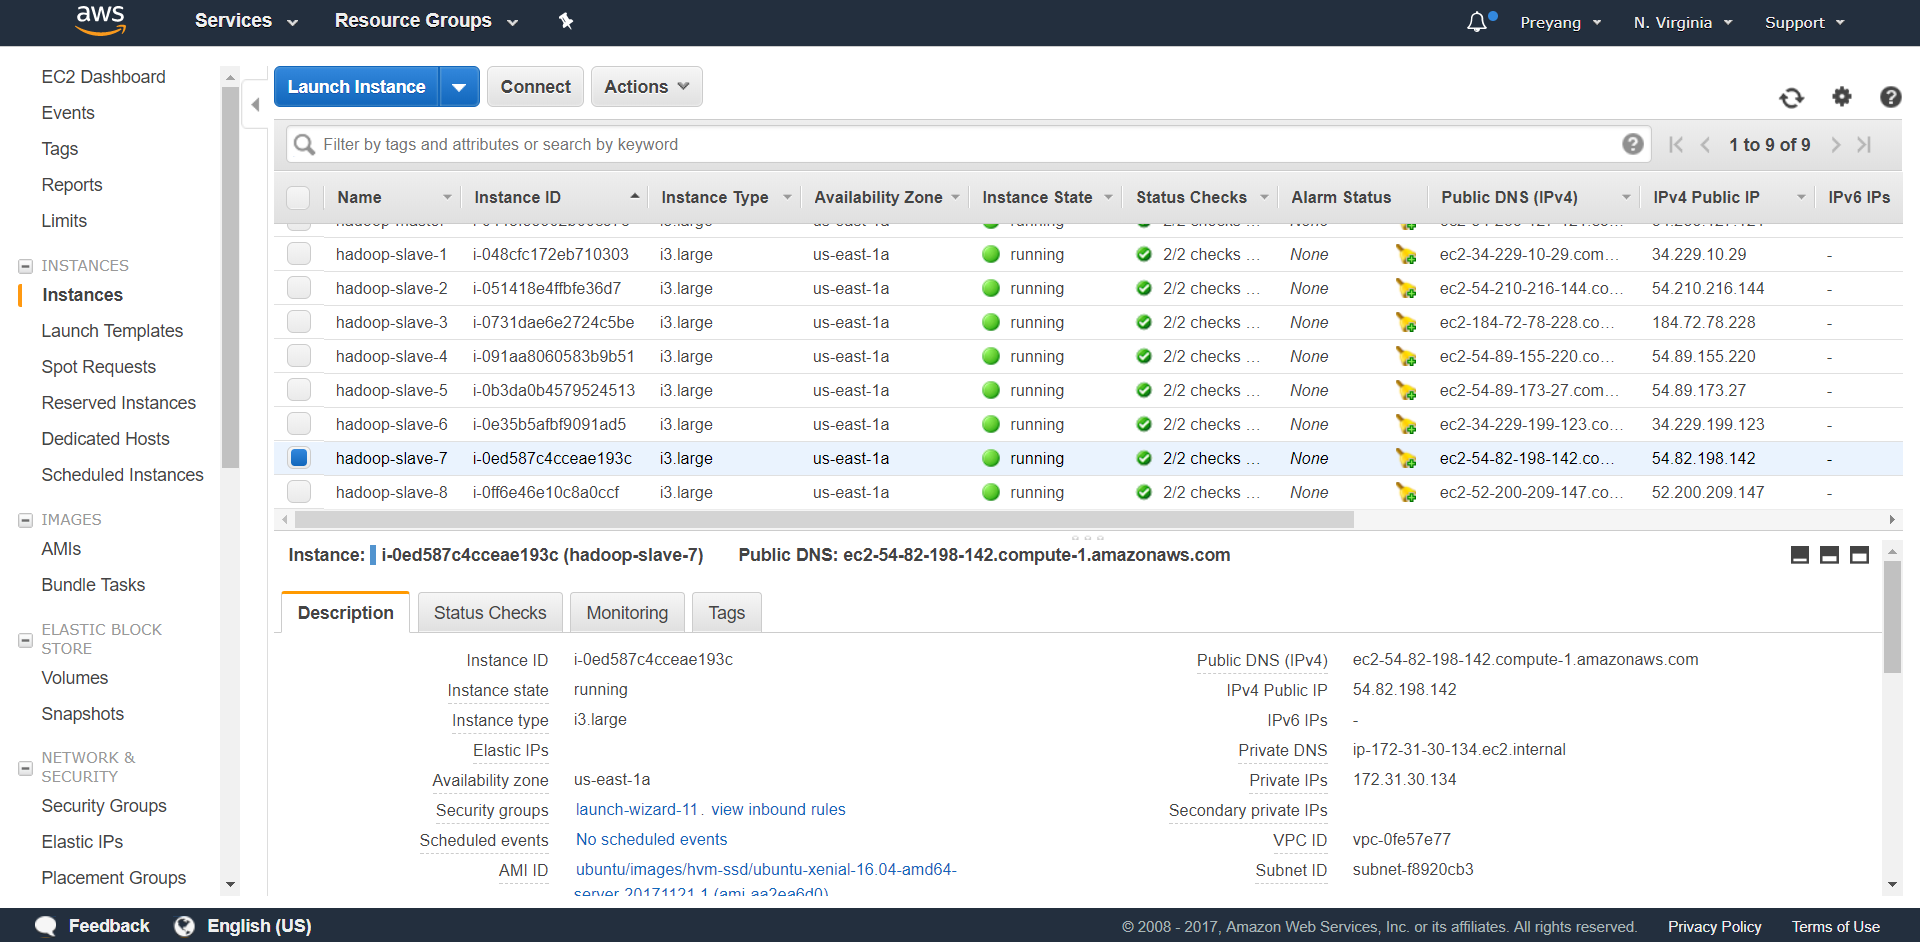 aws Services Resource Groups Preyang N. Virginia Support
EC2 Dashboard
Events
Tags
Reports
Limits
INSTANCES
Instances
Launch Templates
Spot Requests
Reserved Instances
Dedicated Hosts
Scheduled Instances
IMAGES
AMIs
Bundle Tasks
ELASTIC BLOCK
STORE
Volumes
Snapshots
NETWORK &
SECURITY
Security Groups
Elastic IPs
Placement Groups
Launch Instance Connect Actions
Filter by tags and attributes or search by keyword 1 to 9 of 9
Name Instance ID Instance Type Availability Zone Instance State Status Checks Alarm Status Public DNS (IPv4) IPv4 Public IP IPv6 IPs
hadoop-slave-1 i-048cfc172eb710303 i3.large us-east-1a running 2/2 checks ... None ec2-34-229-10-29.com... 34.229.10.29 -
hadoop-slave-2 i-051418e4ffbfe36d7 i3.large us-east-1a running 2/2 checks ... None ec2-54-210-216-144.co... 54.210.216.144 -
hadoop-slave-3 i-0731dae6e2724c5be i3.large us-east-1a running 2/2 checks ... None ec2-184-72-78-228.co... 184.72.78.228 -
hadoop-slave-4 i-091aa8060583b9b51 i3.large us-east-1a running 2/2 checks ... None ec2-54-89-155-220.co... 54.89.155.220 -
hadoop-slave-5 i-0b3da0b4579524513 i3.large us-east-1a running 2/2 checks ... None ec2-54-89-173-27.com... 54.89.173.27 -
hadoop-slave-6 i-0e35b5afbf9091ad5 i3.large us-east-1a running 2/2 checks ... None ec2-34-229-199-123.co... 34.229.199.123 -
hadoop-slave-7 i-0ed587c4cceae193c i3.large us-east-1a running 2/2 checks ... None ec2-54-82-198-142.co... 54.82.198.142 -
hadoop-slave-8 i-0ff6e46e10c8a0ccf i3.large us-east-1a running 2/2 checks ... None ec2-52-200-209-147.co... 52.200.209.147 -
Instance: i-0ed587c4cceae193c (hadoop-slave-7) Public DNS: ec2-54-82-198-142.compute-1.amazonaws.com
Description Status Checks Monitoring Tags
Instance ID i-0ed587c4cceae193c Public DNS (IPv4) ec2-54-82-198-142.compute-1.amazonaws.com
Instance state running IPv4 Public IP 54.82.198.142
Instance type i3.large IPv6 IPs -
Elastic IPs Private DNS ip-172-31-30-134.ec2.internal
Availability zone us-east-1a Private IPs 172.31.30.134
Security groups launch-wizard-11. view inbound rules Secondary private IPs
Scheduled events No scheduled events VPC ID vpc-0fe57e77
AMI ID ubuntu/images/hvm-ssd/ubuntu-xenial-16.04-amd64- Subnet ID subnet-f8920cb3
server-20171121.1 (ami-aa2ea6d0)
Feedback English (US) © 2008 - 2017, Amazon Web Services, Inc. or its affiliates. All rights reserved. Privacy Policy Terms of Use